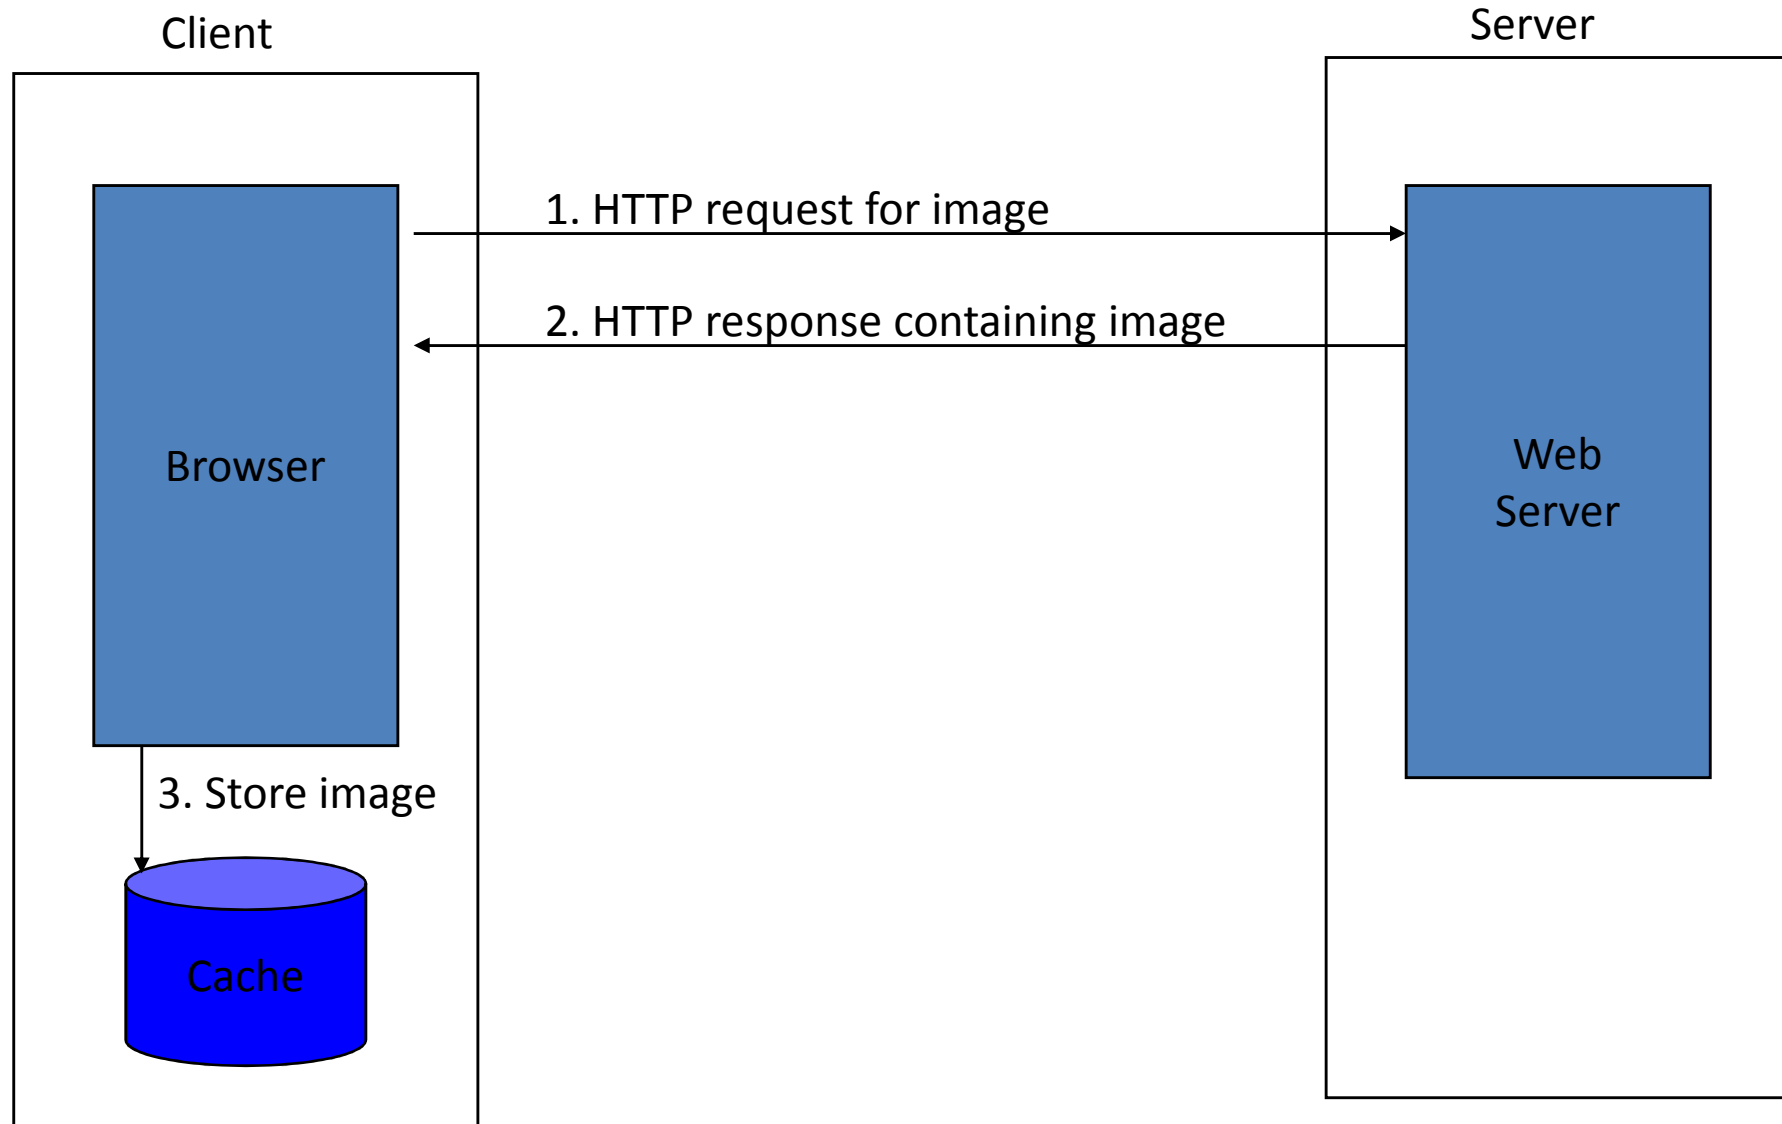 Client
Server
1. HTTP request for image
2. HTTP response containing image
Browser
Web
Server
3. Store image
Cache